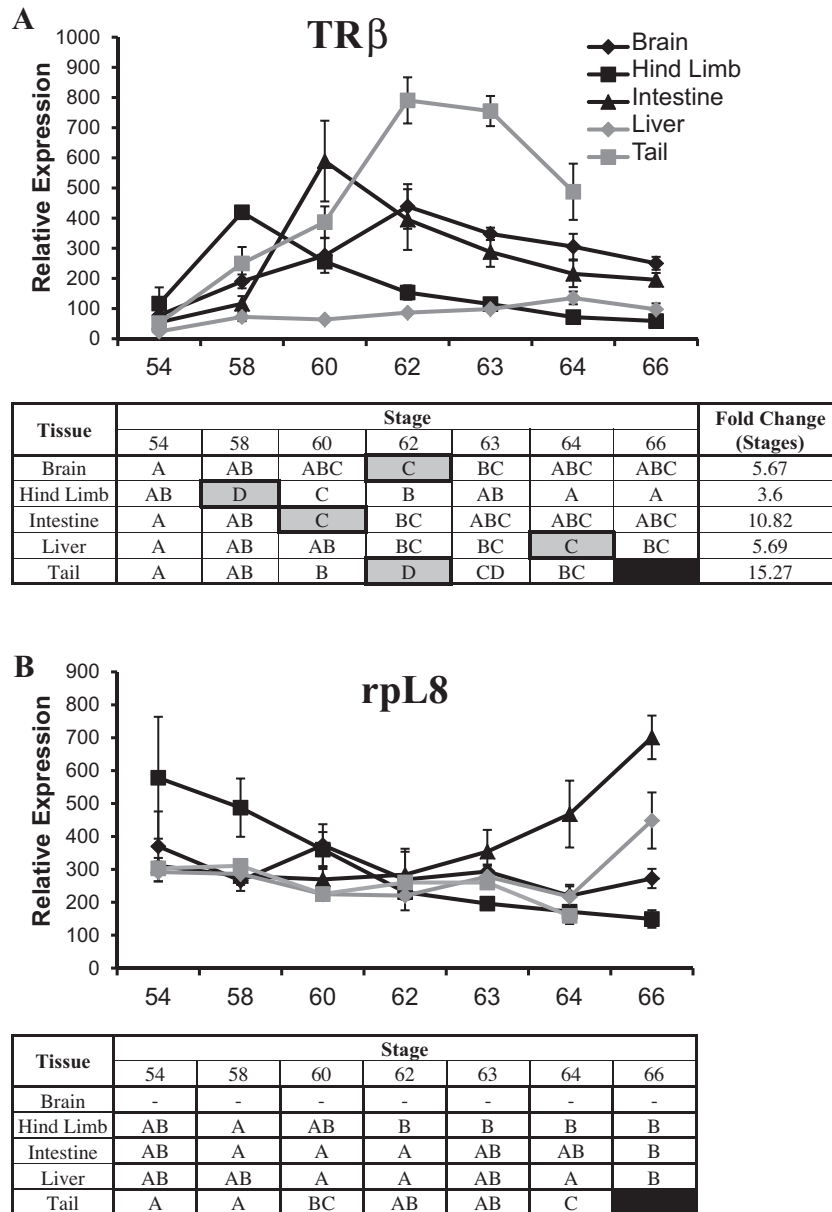 A
TRβ
1000
900
800
700
600
500
400
300
200
100
0
Relative Expression
Brain
Hind Limb
Intestine
Liver
Tail
54 58 60 62 63 64 66
Tissue Stage Fold Change (Stages)
54 58 60 62 63 64 66
Brain A AB ABC C BC ABC ABC 5.67
Hind Limb AB D C B AB A A 3.6
Intestine A AB C BC ABC ABC ABC 10.82
Liver A AB AB BC BC C BC 5.69
Tail A AB B D CD BC 15.27
B
rpL8
900
800
700
600
500
400
300
200
100
0
Relative Expression
54 58 60 62 63 64 66
Tissue Stage
54 58 60 62 63 64 66
Brain - - - - - - -
Hind Limb AB A AB B B B B
Intestine AB A A A AB AB B
Liver AB AB A A AB A B
Tail A A BC AB AB C